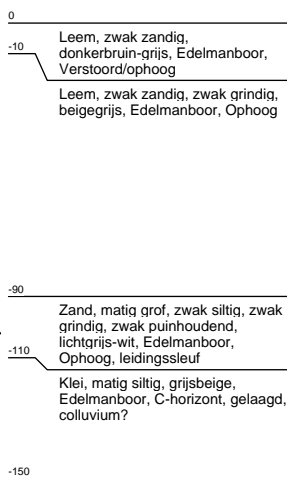 0
Leem, zwak zandig,
-10
donkerbruin-grijs, Edelmanboor,
Verstoord/ophoog
Leem, zwak zandig, zwak grindig,
beigegrijs, Edelmanboor, Ophoog
-90
Zand, matig grof, zwak siltig, zwak
grindig, zwak puinhoudend,
lichtgrijs-wit, Edelmanboor,
-110
Ophoog, leidingssleuf
Klei, matig siltig, grijsbeige,
Edelmanboor, C-horizont, gelaagd,
colluvium?
-150